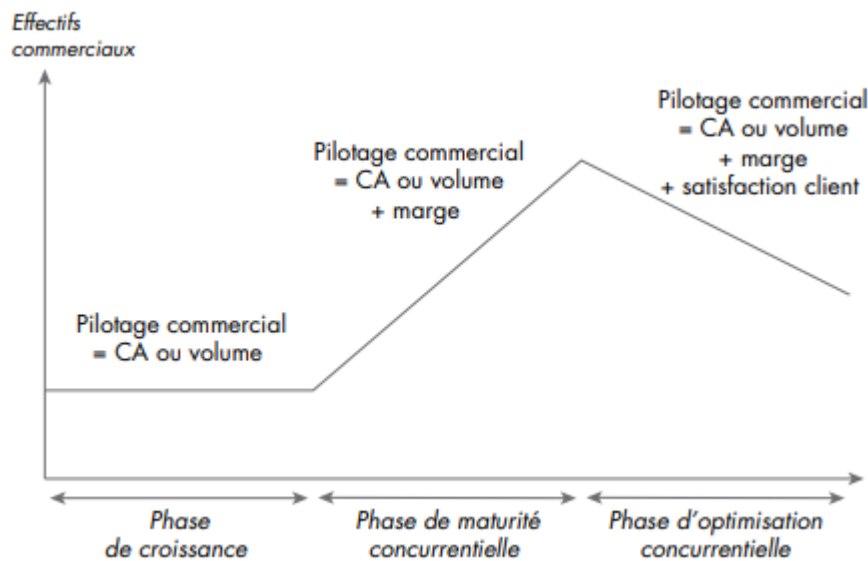 Effectifs
commerciaux
Pilotage commercial
= CA ou volume
Pilotage commercial
= CA ou volume
+ marge
Pilotage commercial
= CA ou volume
+ marge
+ satisfaction client
Phase
de croissance
Phase de maturité
concurrentielle
Phase d’optimisation
concurrentielle